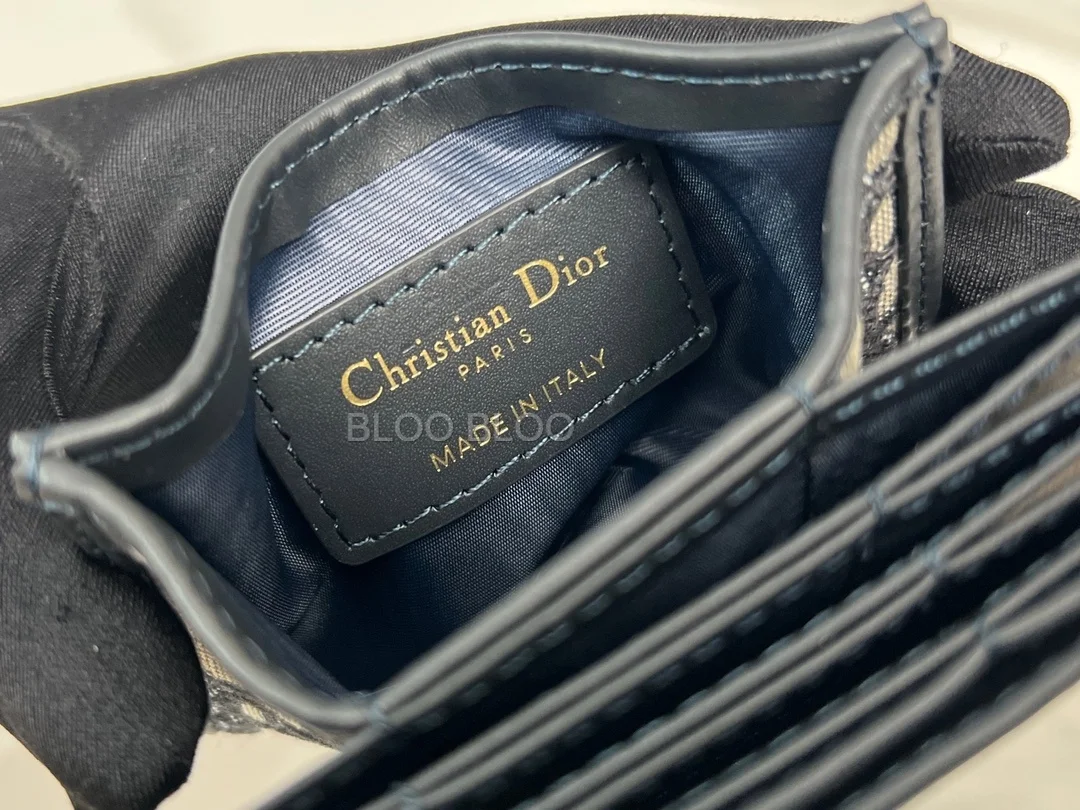 Christian Dior
PARIS
MADE IN ITALY
BLOO BLOO